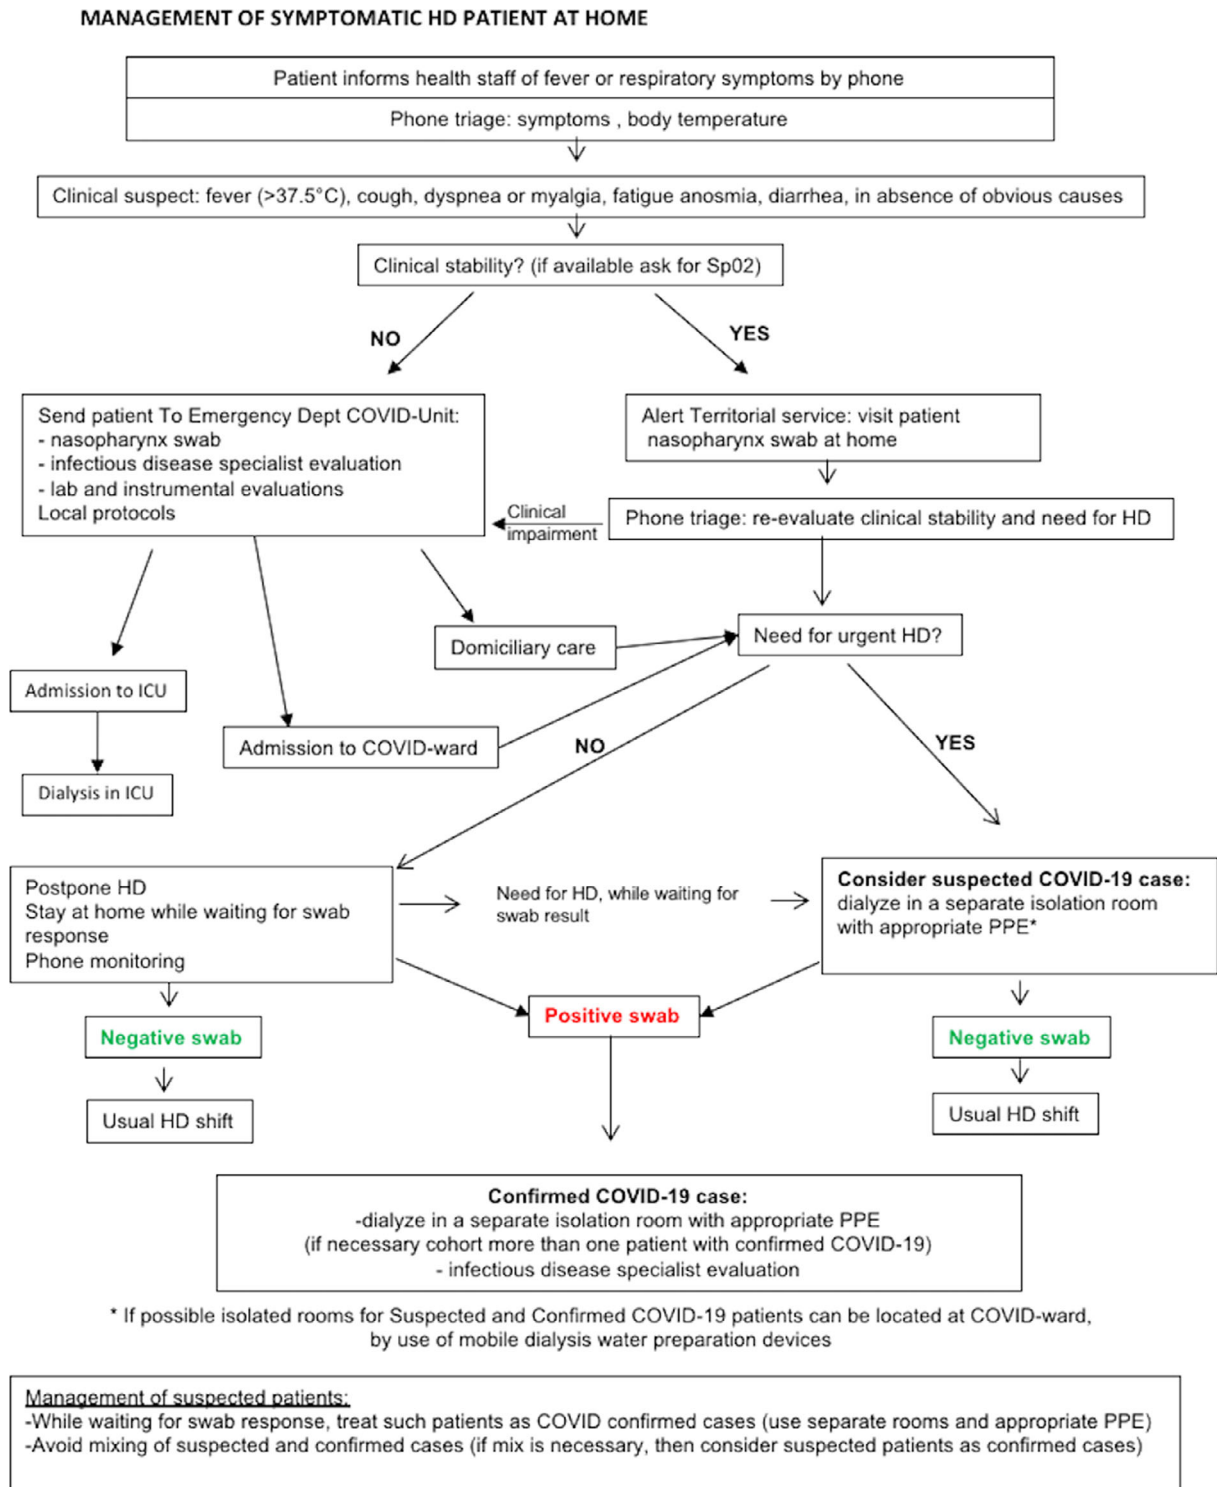 MANAGEMENT OF SYMPTOMATIC HD PATIENT AT HOME
Patient informs health staff of fever or respiratory symptoms by phone
Phone triage: symptoms , body temperature
Clinical suspect: fever (>37.5°C), cough, dyspnea or myalgia, fatigue anosmia, diarrhea, in absence of obvious causes
Clinical stability? (if available ask for Sp02)
NO
YES
Send patient To Emergency Dept COVID-Unit:
- nasopharynx swab
- infectious disease specialist evaluation
- lab and instrumental evaluations
Local protocols
Alert Territorial service: visit patient
nasopharynx swab at home
Clinical
impairment
Phone triage: re-evaluate clinical stability and need for HD
Domiciliary care
Need for urgent HD?
Admission to ICU
Admission to COVID-ward
NO
YES
Dialysis in ICU
Postpone HD
Stay at home while waiting for swab
response
Phone monitoring
Need for HD, while waiting for
swab result
Consider suspected COVID-19 case:
dialyze in a separate isolation room
with appropriate PPE*
Positive swab
Negative swab
Negative swab
Usual HD shift
Usual HD shift
Confirmed COVID-19 case:
-dialyze in a separate isolation room with appropriate PPE
(if necessary cohort more than one patient with confirmed COVID-19)
- infectious disease specialist evaluation
* If possible isolated rooms for Suspected and Confirmed COVID-19 patients can be located at COVID-ward,
by use of mobile dialysis water preparation devices
Management of suspected patients:
-While waiting for swab response, treat such patients as COVID confirmed cases (use separate rooms and appropriate PPE)
-Avoid mixing of suspected and confirmed cases (if mix is necessary, then consider suspected patients as confirmed cases)